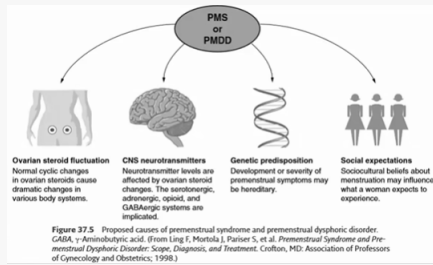 PMS
or
PMDD
Ovarian steroid fluctuation
Normal cyclic changes
in ovarian steroids cause
dramatic changes in
various body systems.
CNS neurotransmitters
Neurotransmitter levels are
affected by ovarian steroid
changes. The serotonergic,
adrenergic, opioid, and
GABAergic systems are
implicated.
Genetic predisposition
Development or severity of
premenstrual symptoms may
be hereditary.
Social expectations
Sociocultural beliefs about
menstruation may influence
what a woman expects to
experience.
Figure 37.5 Proposed causes of premenstrual syndrome and premenstrual dysphoric disorder.
GABA, γ-Aminobutyric acid. (From Ling F, Mortola J, Pariser S, et al. Premenstrual Syndrome and Pre-
menstrual Dysphoric Disorder: Scope, Diagnosis, and Treatment. Crofton, MD: Association of Professors
of Gynecology and Obstetrics; 1998.)